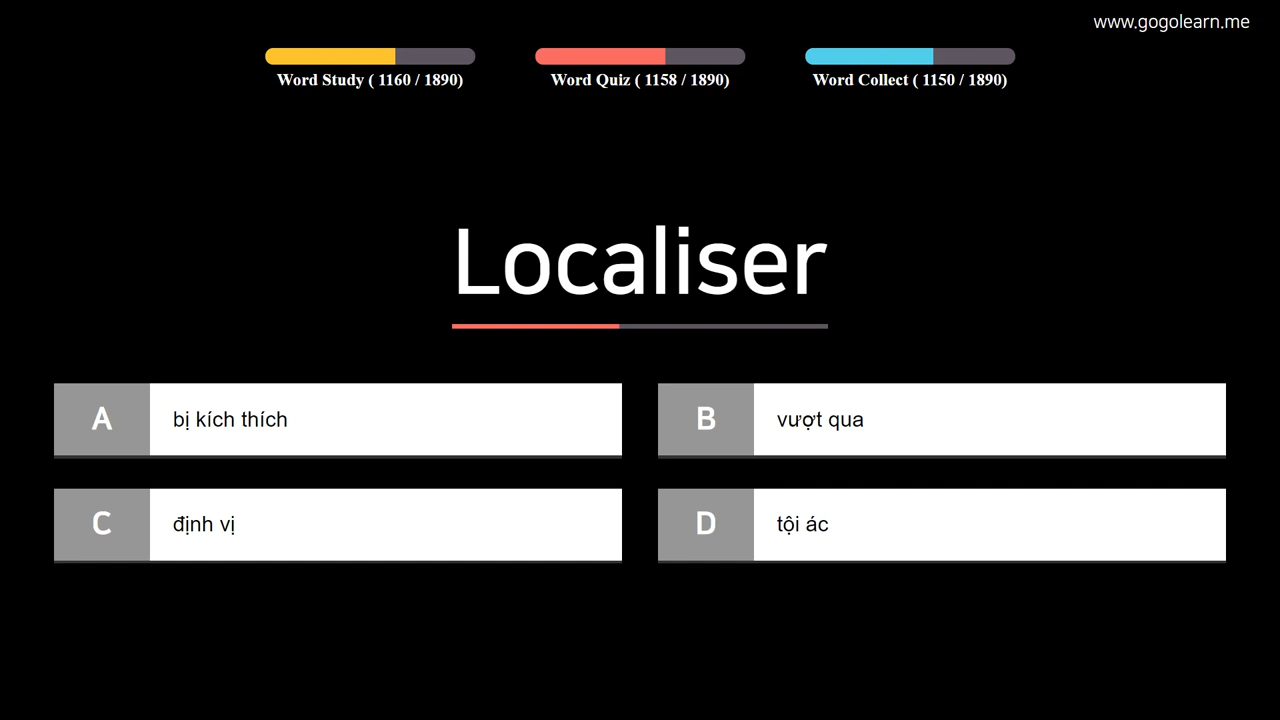 www.gogolearn.me
Word Study ( 1160 / 1890)
Word Quiz ( 1158 / 1890)
Word Collect ( 1150 / 1890)
Localiser
A bị kích thích
B vượt qua
C định vị
D tội ác